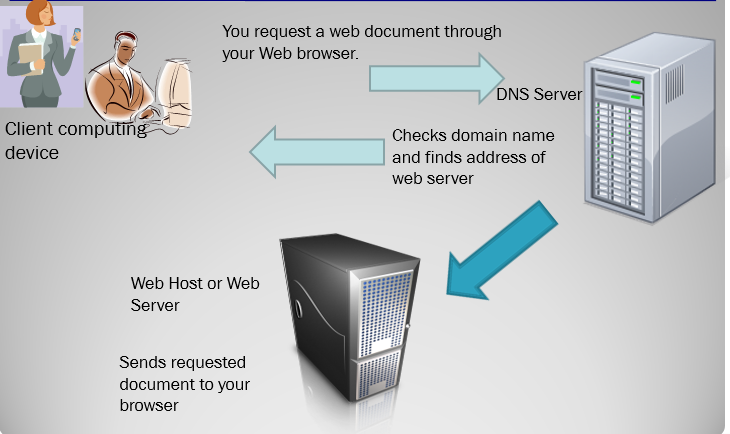 You request a web document through
your Web browser.
DNS Server
Client computing
device
Checks domain name
and finds address of
web server
Web Host or Web
Server
Sends requested
document to your
browser